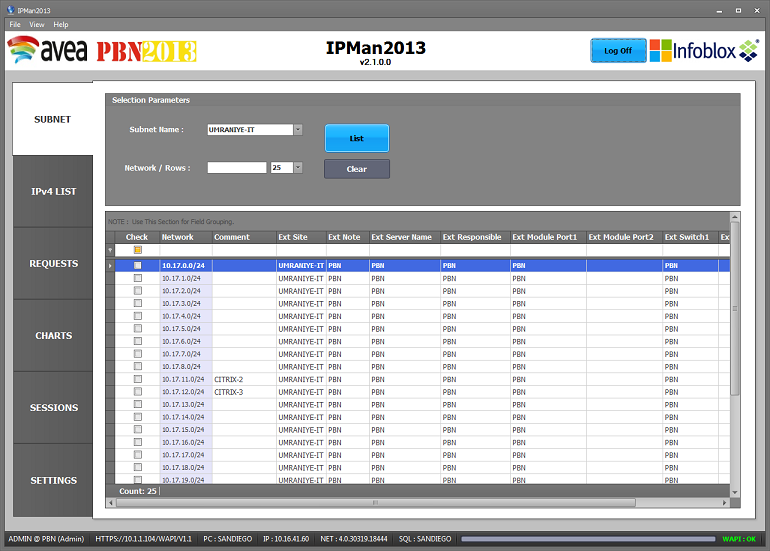 IPMan2013
File View Help
avea PBN2013 IPMan2013 Log Off Infoblox
v2.1.0.0
SUBNET
IPv4 LIST
REQUESTS
CHARTS
SESSIONS
SETTINGS
Selection Parameters
Subnet Name : UMRANIYE-IT List
Network / Rows : 25 Clear
NOTE : Use This Section for Field Grouping.
Check Network Comment Ext Site Ext Note Ext Server Name Ext Responsible Ext Module Port1 Ext Module Port2 Ext Switch1 Ex
10.17.0.0/24 UMRANIYE-IT PBN PBN PBN PBN PBN
10.17.1.0/24 UMRANIYE-IT PBN PBN PBN PBN PBN
10.17.2.0/24 UMRANIYE-IT PBN PBN PBN PBN PBN
10.17.3.0/24 UMRANIYE-IT PBN PBN PBN PBN PBN
10.17.4.0/24 UMRANIYE-IT PBN PBN PBN PBN PBN
10.17.5.0/24 UMRANIYE-IT PBN PBN PBN PBN PBN
10.17.6.0/24 UMRANIYE-IT PBN PBN PBN PBN PBN
10.17.7.0/24 UMRANIYE-IT PBN PBN PBN PBN PBN
10.17.8.0/24 UMRANIYE-IT PBN PBN PBN PBN PBN
10.17.11.0/24 CITRIX-2 UMRANIYE-IT PBN PBN PBN PBN PBN
10.17.12.0/24 CITRIX-3 UMRANIYE-IT PBN PBN PBN PBN PBN
10.17.13.0/24 UMRANIYE-IT PBN PBN PBN PBN PBN
10.17.14.0/24 UMRANIYE-IT PBN PBN PBN PBN PBN
10.17.15.0/24 UMRANIYE-IT PBN PBN PBN PBN PBN
10.17.16.0/24 UMRANIYE-IT PBN PBN PBN PBN PBN
10.17.17.0/24 UMRANIYE-IT PBN PBN PBN PBN PBN
10.17.18.0/24 UMRANIYE-IT PBN PBN PBN PBN PBN
10.17.19.0/24 UMRANIYE-IT PBN PBN PBN PBN PBN
Count: 25
ADMIN @ PBN (Admin) HTTPS://10.1.1.104/WAPI/V1.1 PC : SANDIEGO IP : 10.16.41.60 NET : 4.0.30319.18444 SQL : SANDIEGO WAPI : OK